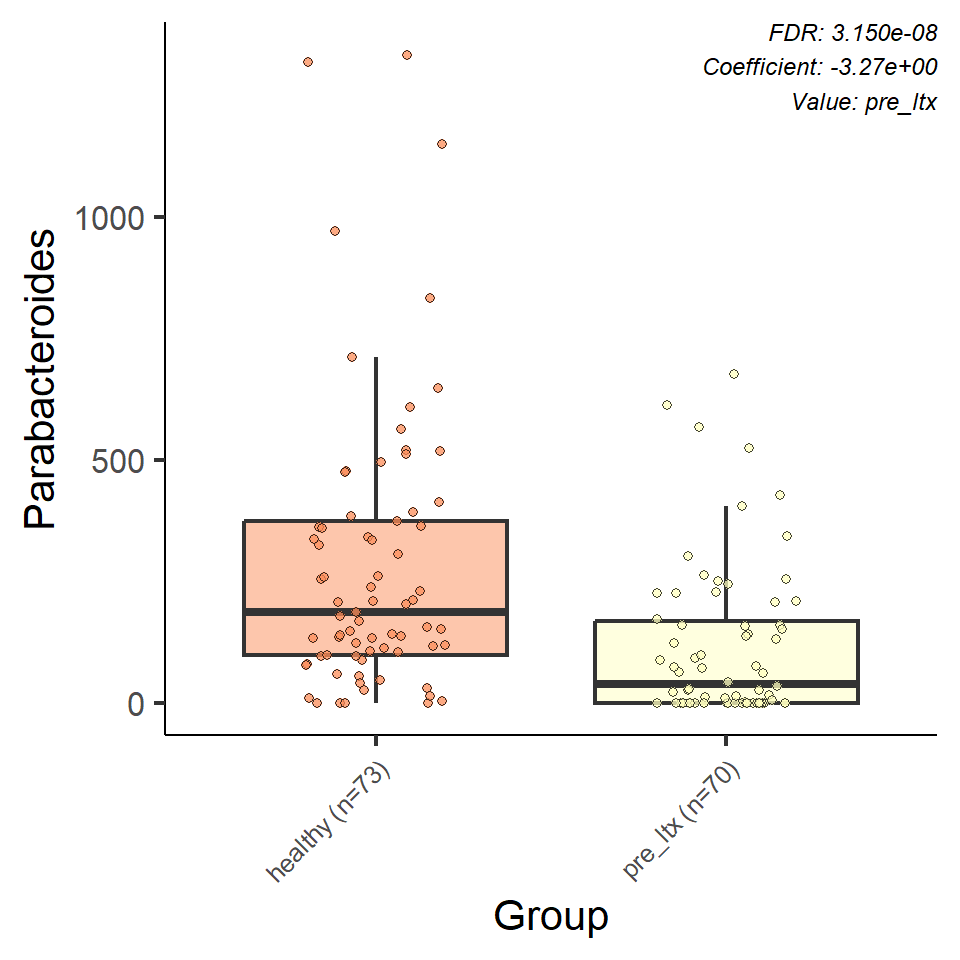 FDR: 3.150e-08
Coefficient: -3.27e+00
Value: pre_ltx
Parabacteroides
1000
500
0
healthy (n=73)
pre_ltx (n=70)
Group